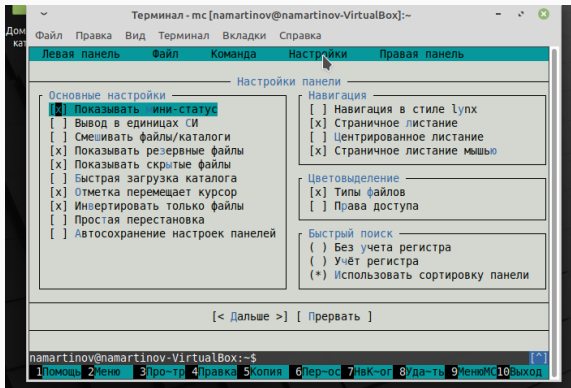 Терминал - mc [namartinov@namartinov-VirtualBox]:~
Дом
кат
Файл Правка Вид Терминал Вкладки Справка
Левая панель Файл Команда Настройки Правая панель
Настройки панели
Основные настройки
[x] Показывать мини-статус
[ ] Вывод в единицах СИ
[ ] Смешивать файлы/каталоги
[x] Показывать резервные файлы
[x] Показывать скрытые файлы
[ ] Быстрая загрузка каталога
[x] Отметка перемещает курсор
[x] Инвертировать только файлы
[ ] Простая перестановка
[ ] Автосохранение настроек панелей
Навигация
[ ] Навигация в стиле lynx
[x] Страничное листание
[ ] Центрированное листание
[x] Страничное листание мышью
Цветовыделение
[x] Типы файлов
[ ] Права доступа
Быстрый поиск
( ) Без учета регистра
( ) Учёт регистра
(*) Использовать сортировку панели
[< Дальше >] [ Прервать ]
namartinov@namartinov-VirtualBox:~$ [^]
1Помощь 2Меню 3Про~тр 4Правка 5Копия 6Пер~ос 7НвК~ог 8Уда~ть 9МенюMC 10Выход